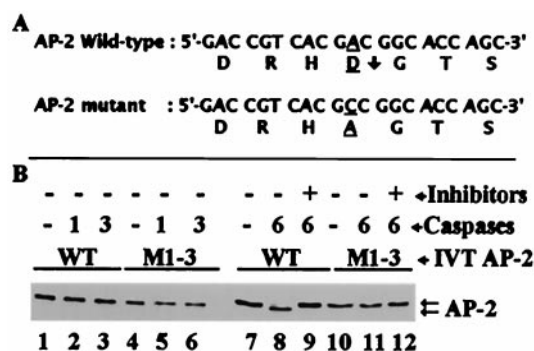 A
AP-2 Wild-type : 5'-GAC CGT CAC GAC GGC ACC AGC-3'
D R H D G T S
AP-2 mutant : 5'-GAC CGT CAC GCC GGC ACC AGC-3'
D R H A G T S
B
- - - - - - - - + - - + Inhibitors
- 1 3 - 1 3 - 6 6 - 6 6 Caspases
WT M1-3 WT M1-3 IVT AP-2
AP-2
1 2 3 4 5 6 7 8 9 10 11 12